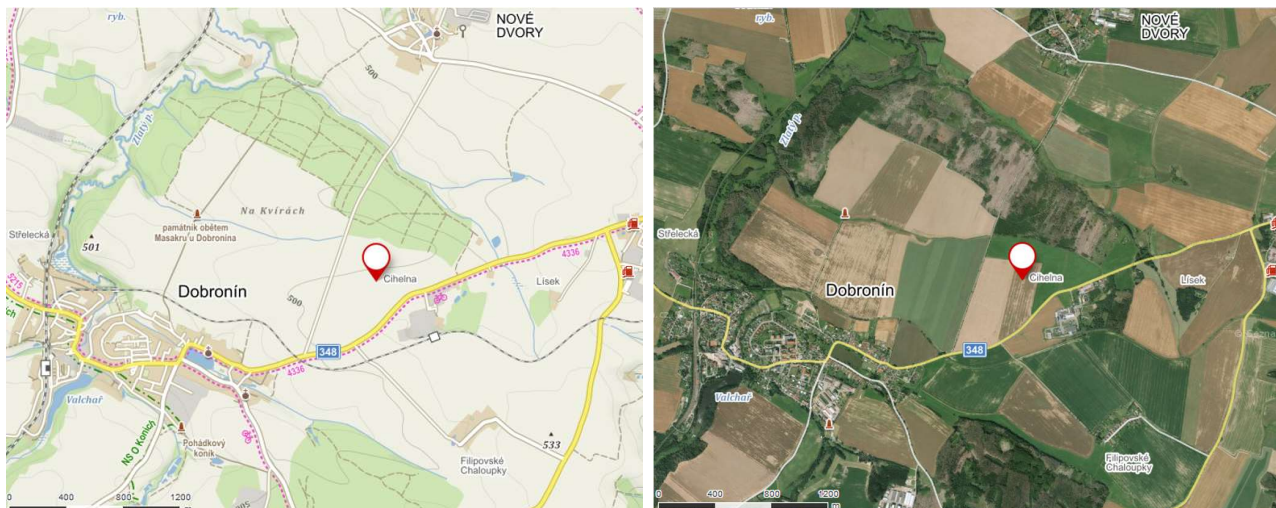 ryb.
NOVÉ
DVORY
500
Zlatý p.
Na Kvírách
památník obětem
Masakru u Dobronína
Střelecká
501
4336
Cihelna
Lísek
Dobronín
500
5215
348
4336
Valchař
NS O Koních
Pohádkový
koník
533
Filipovské
Chaloupky
0 400 800 1200
m
NOVÉ
DVORY
Zlatý p.
Střelecká
Cihelna
Lísek
Dobronín
348
Valchař
Filipovské
Chaloupky
0 400 800 1200
m